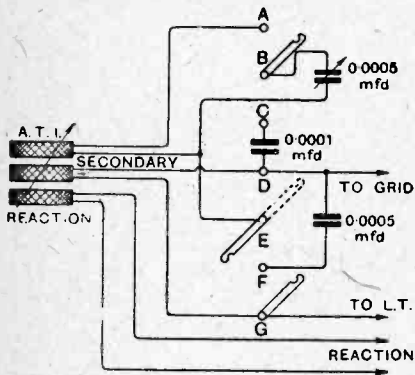 A
B
0.0005
mfd
A.T.I.
C
0.0001
mfd
SECONDARY
D
TO GRID
REACTION
E
0.0005
mfd
F
TO L.T.
G
REACTION